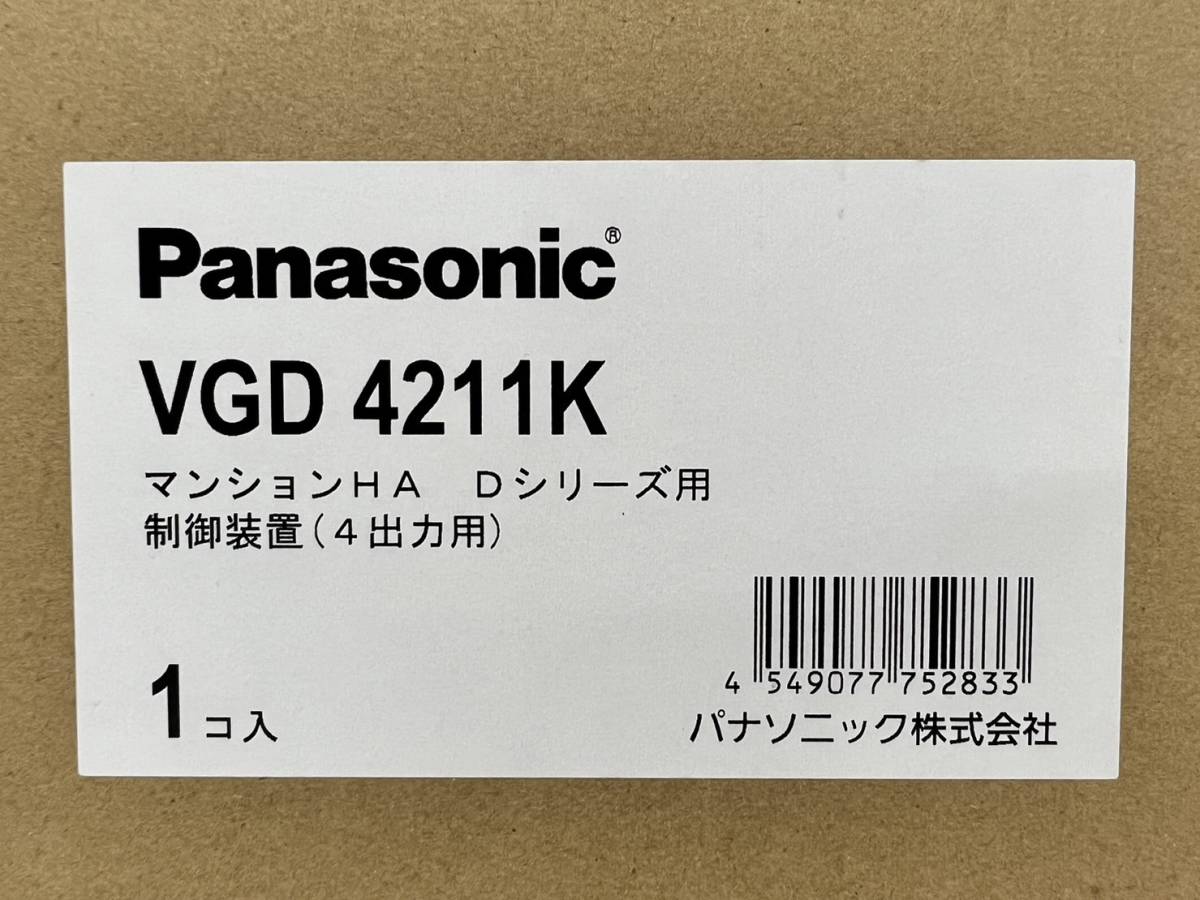 Panasonic®
VGD 4211K
マンションHA　Dシリーズ用
制御装置(4出力用)
1コ入
4 549077 752833
パナソニック株式会社